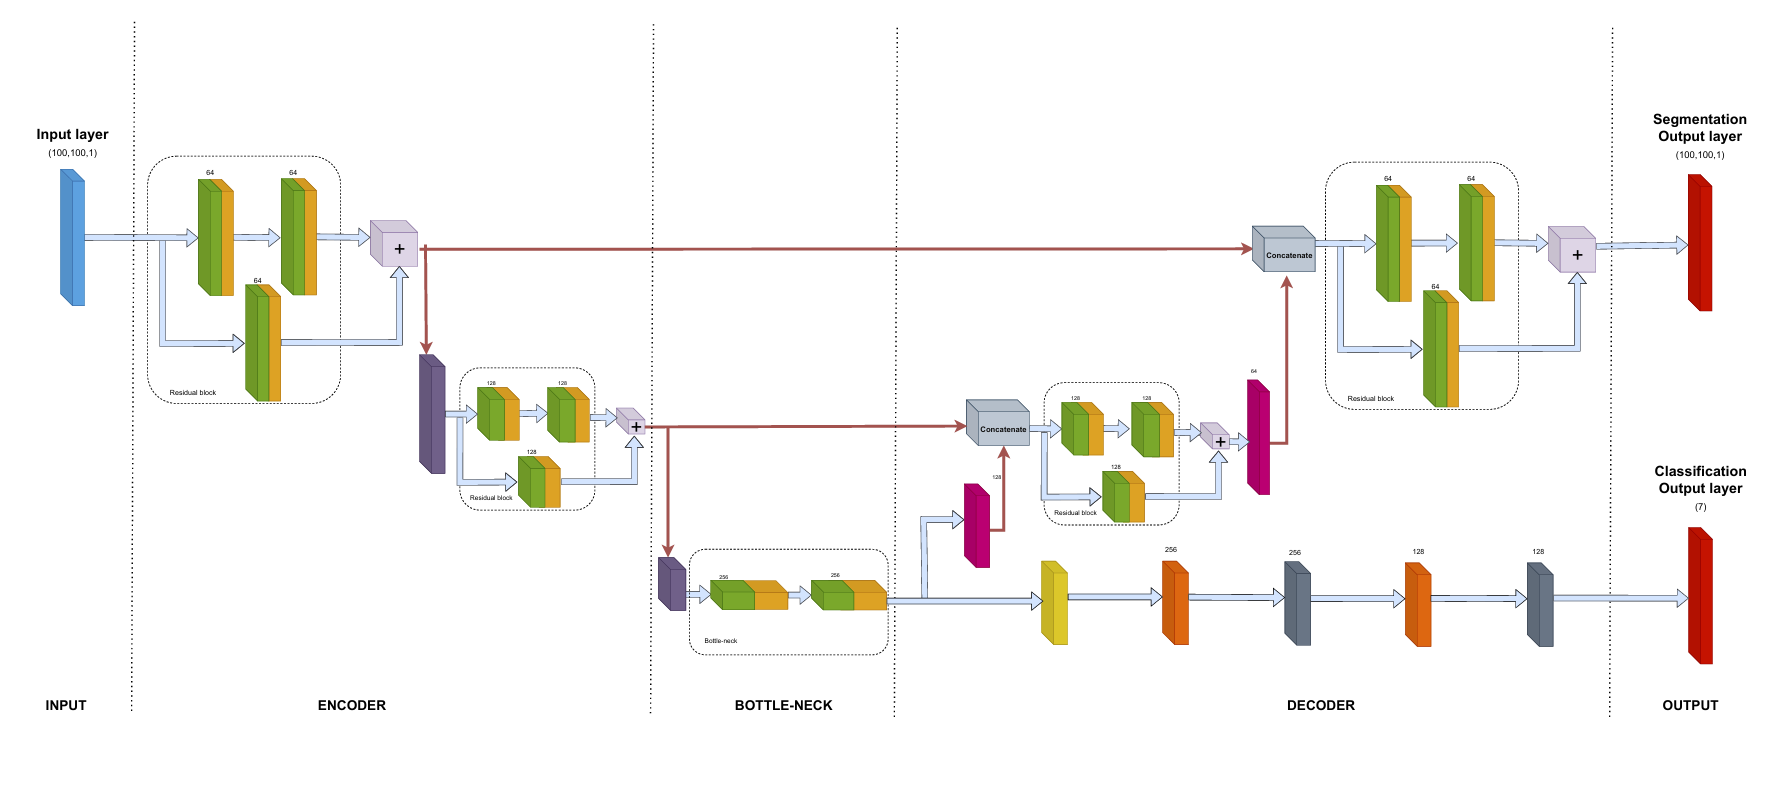 Input layer
(100,100,1)
64
64
64
Residual block
+
128
128
128
Residual block
+
256
256
Bottle-neck
128
Concatenate
128
128
128
Residual block
+
64
Concatenate
64
64
64
Residual block
+
256
256
128
128
Segmentation
Output layer
(100,100,1)
Classification
Output layer
(7)
INPUT
ENCODER
BOTTLE-NECK
DECODER
OUTPUT